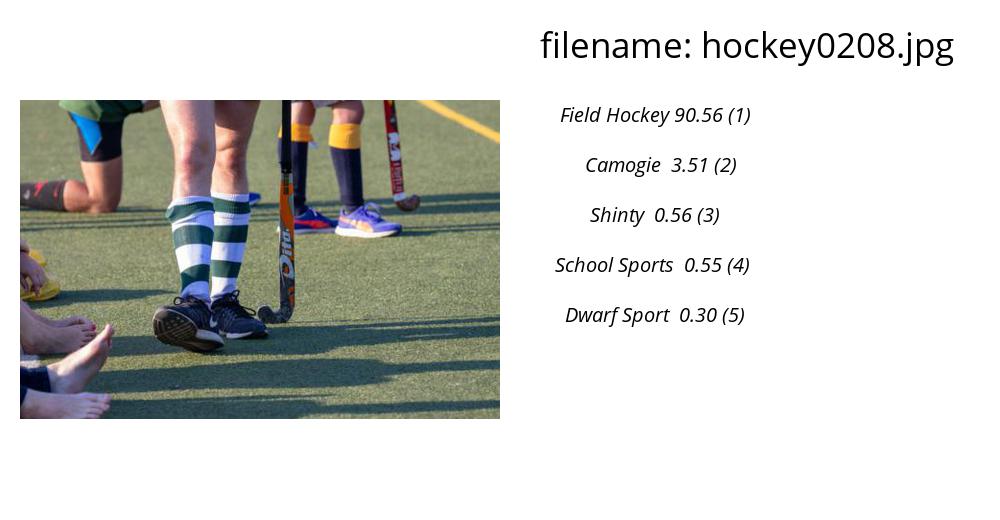 filename: hockey0208.jpg
Field Hockey 90.56 (1)
Camogie 3.51 (2)
Shinty 0.56 (3)
School Sports 0.55 (4)
Dwarf Sport 0.30 (5)
Dita.